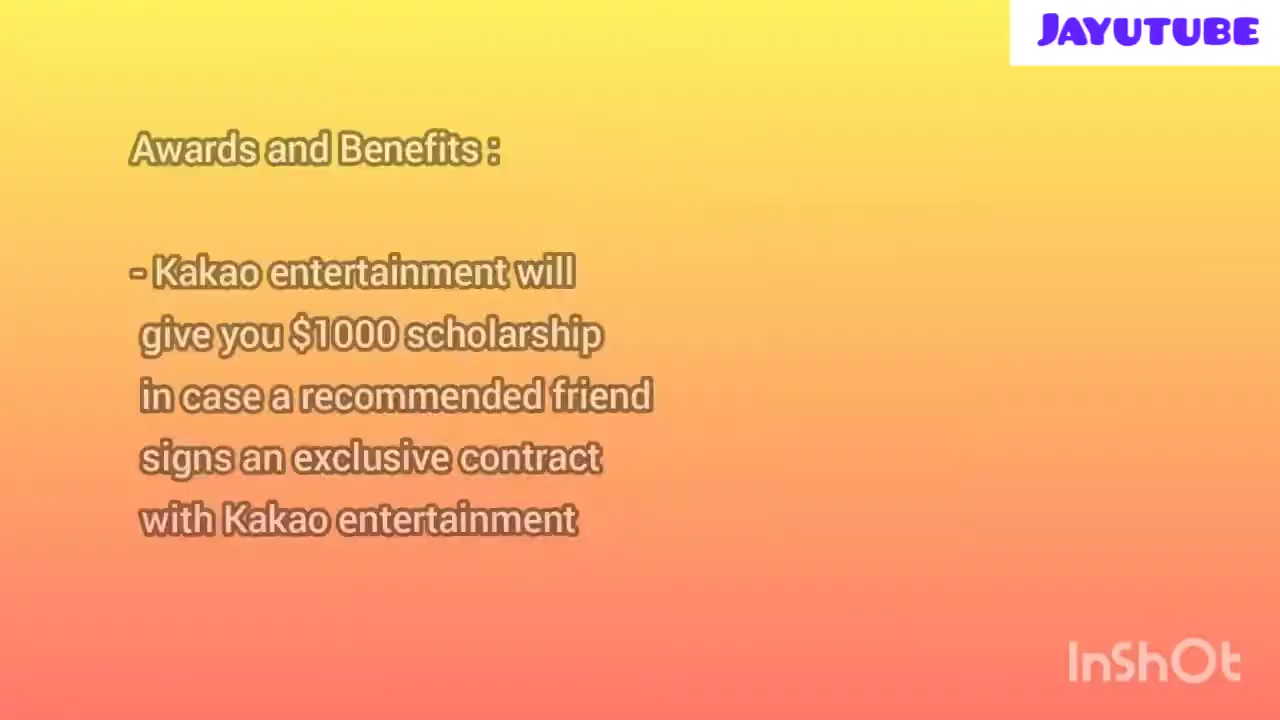 JAYUTUBE
Awards and Benefits :
- Kakao entertainment will
give you $1000 scholarship
in case a recommended friend
signs an exclusive contract
with Kakao entertainment
InShOt